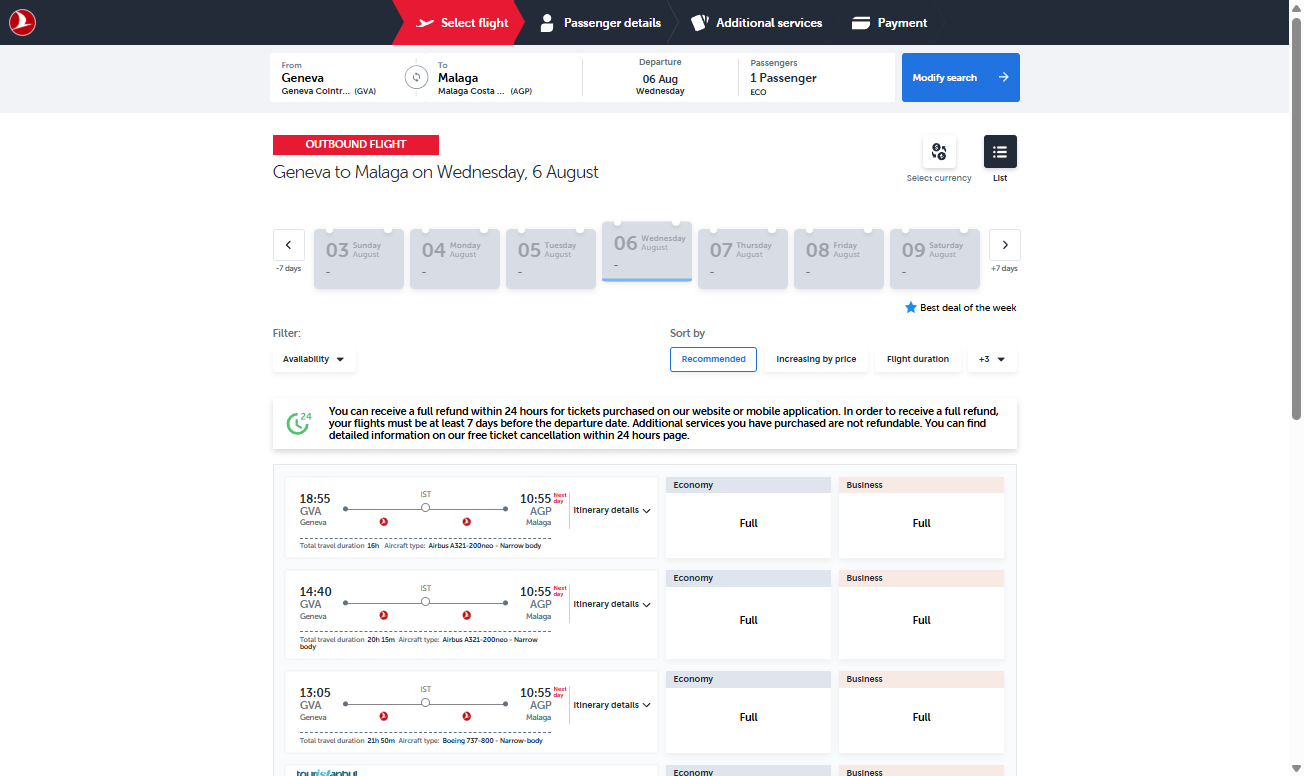 Select flight
Passenger details
Additional services
Payment
From
Geneva
Geneva Cointr... (GVA)
To
Malaga
Malaga Costa ... (AGP)
Departure
06 Aug
Wednesday
Passengers
1 Passenger
ECO
Modify search
OUTBOUND FLIGHT
Geneva to Malaga on Wednesday, 6 August
Select currency
List
-7 days
03 Sunday August
-
04 Monday August
-
05 Tuesday August
-
06 Wednesday August
-
07 Thursday August
-
08 Friday August
-
09 Saturday August
-
+7 days
Best deal of the week
Filter:
Availability
Sort by
Recommended
Increasing by price
Flight duration
+3
24
You can receive a full refund within 24 hours for tickets purchased on our website or mobile application. In order to receive a full refund,
your flights must be at least 7 days before the departure date. Additional services you have purchased are not refundable. You can find
detailed information on our free ticket cancellation within 24 hours page.
18:55
GVA
Geneva
IST
10:55 Next day
AGP
Malaga
Itinerary details
Total travel duration 16h Aircraft type: Airbus A321-200neo - Narrow body
Economy
Full
Business
Full
14:40
GVA
Geneva
IST
10:55 Next day
AGP
Malaga
Itinerary details
Total travel duration 20h 15m Aircraft type: Airbus A321-200neo - Narrow
body
Economy
Full
Business
Full
13:05
GVA
Geneva
IST
10:55 Next day
AGP
Malaga
Itinerary details
Total travel duration 21h 50m Aircraft type: Boeing 737-800 - Narrow-body
Economy
Full
Business
Full
touristanbul
Economy
Business